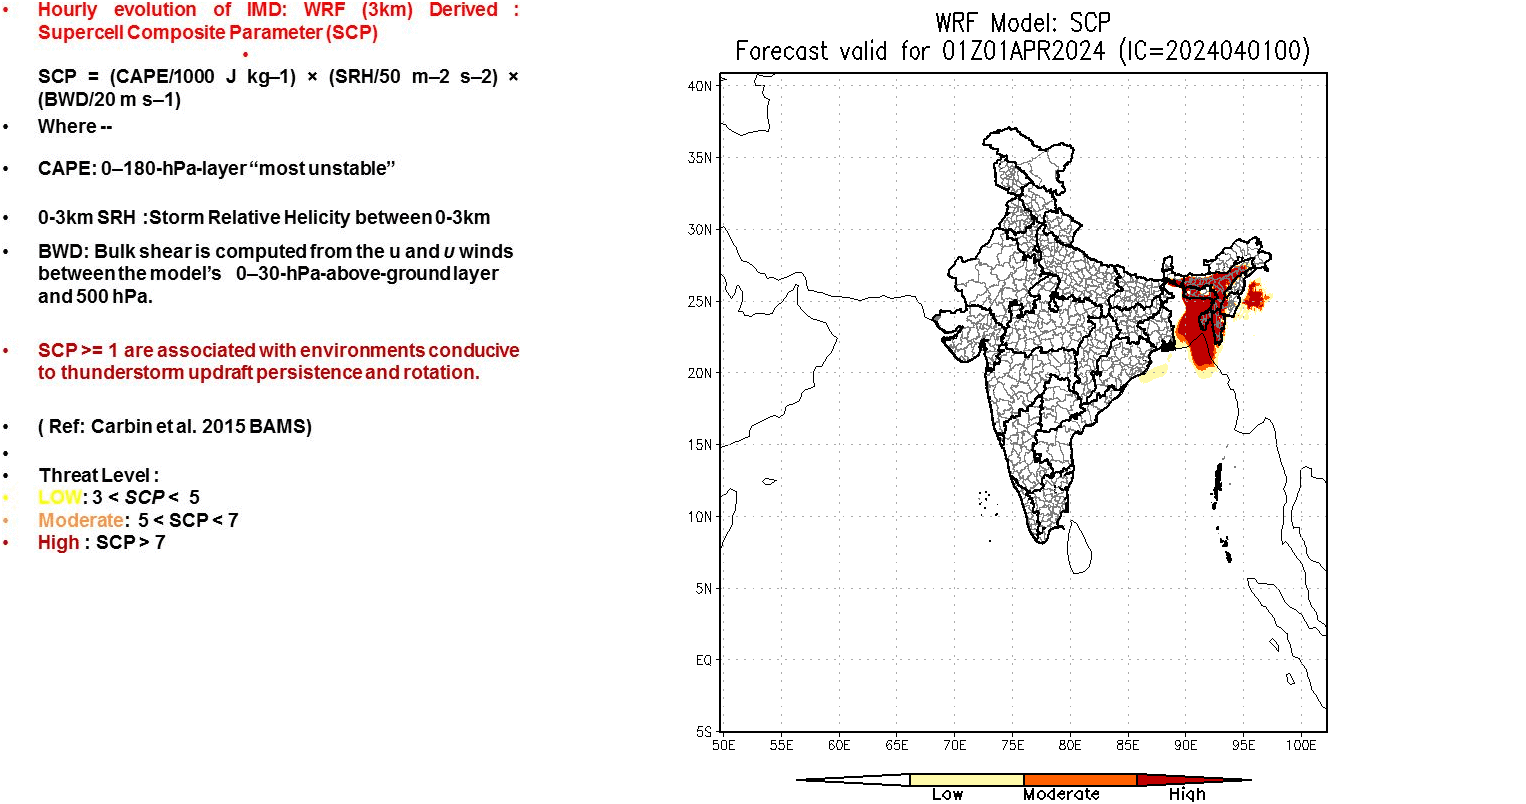 • Hourly evolution of IMD: WRF (3km) Derived :
Supercell Composite Parameter (SCP)
•
SCP = (CAPE/1000 J kg–1) × (SRH/50 m–2 s–2) ×
(BWD/20 m s–1)
• Where --
• CAPE: 0–180-hPa-layer “most unstable”
• 0-3km SRH :Storm Relative Helicity between 0-3km
• BWD: Bulk shear is computed from the u and υ winds
between the model’s 0–30-hPa-above-ground layer
and 500 hPa.
• SCP >= 1 are associated with environments conducive
to thunderstorm updraft persistence and rotation.
• ( Ref: Carbin et al. 2015 BAMS)
•
• Threat Level :
• LOW: 3 < SCP < 5
• Moderate: 5 < SCP < 7
• High : SCP > 7
WRF Model: SCP
Forecast valid for 01Z01APR2024 (IC=2024040100)
40N
35N
30N
25N
20N
15N
10N
5N
EQ
5S
50E 55E 60E 65E 70E 75E 80E 85E 90E 95E 100E
Low Moderate High